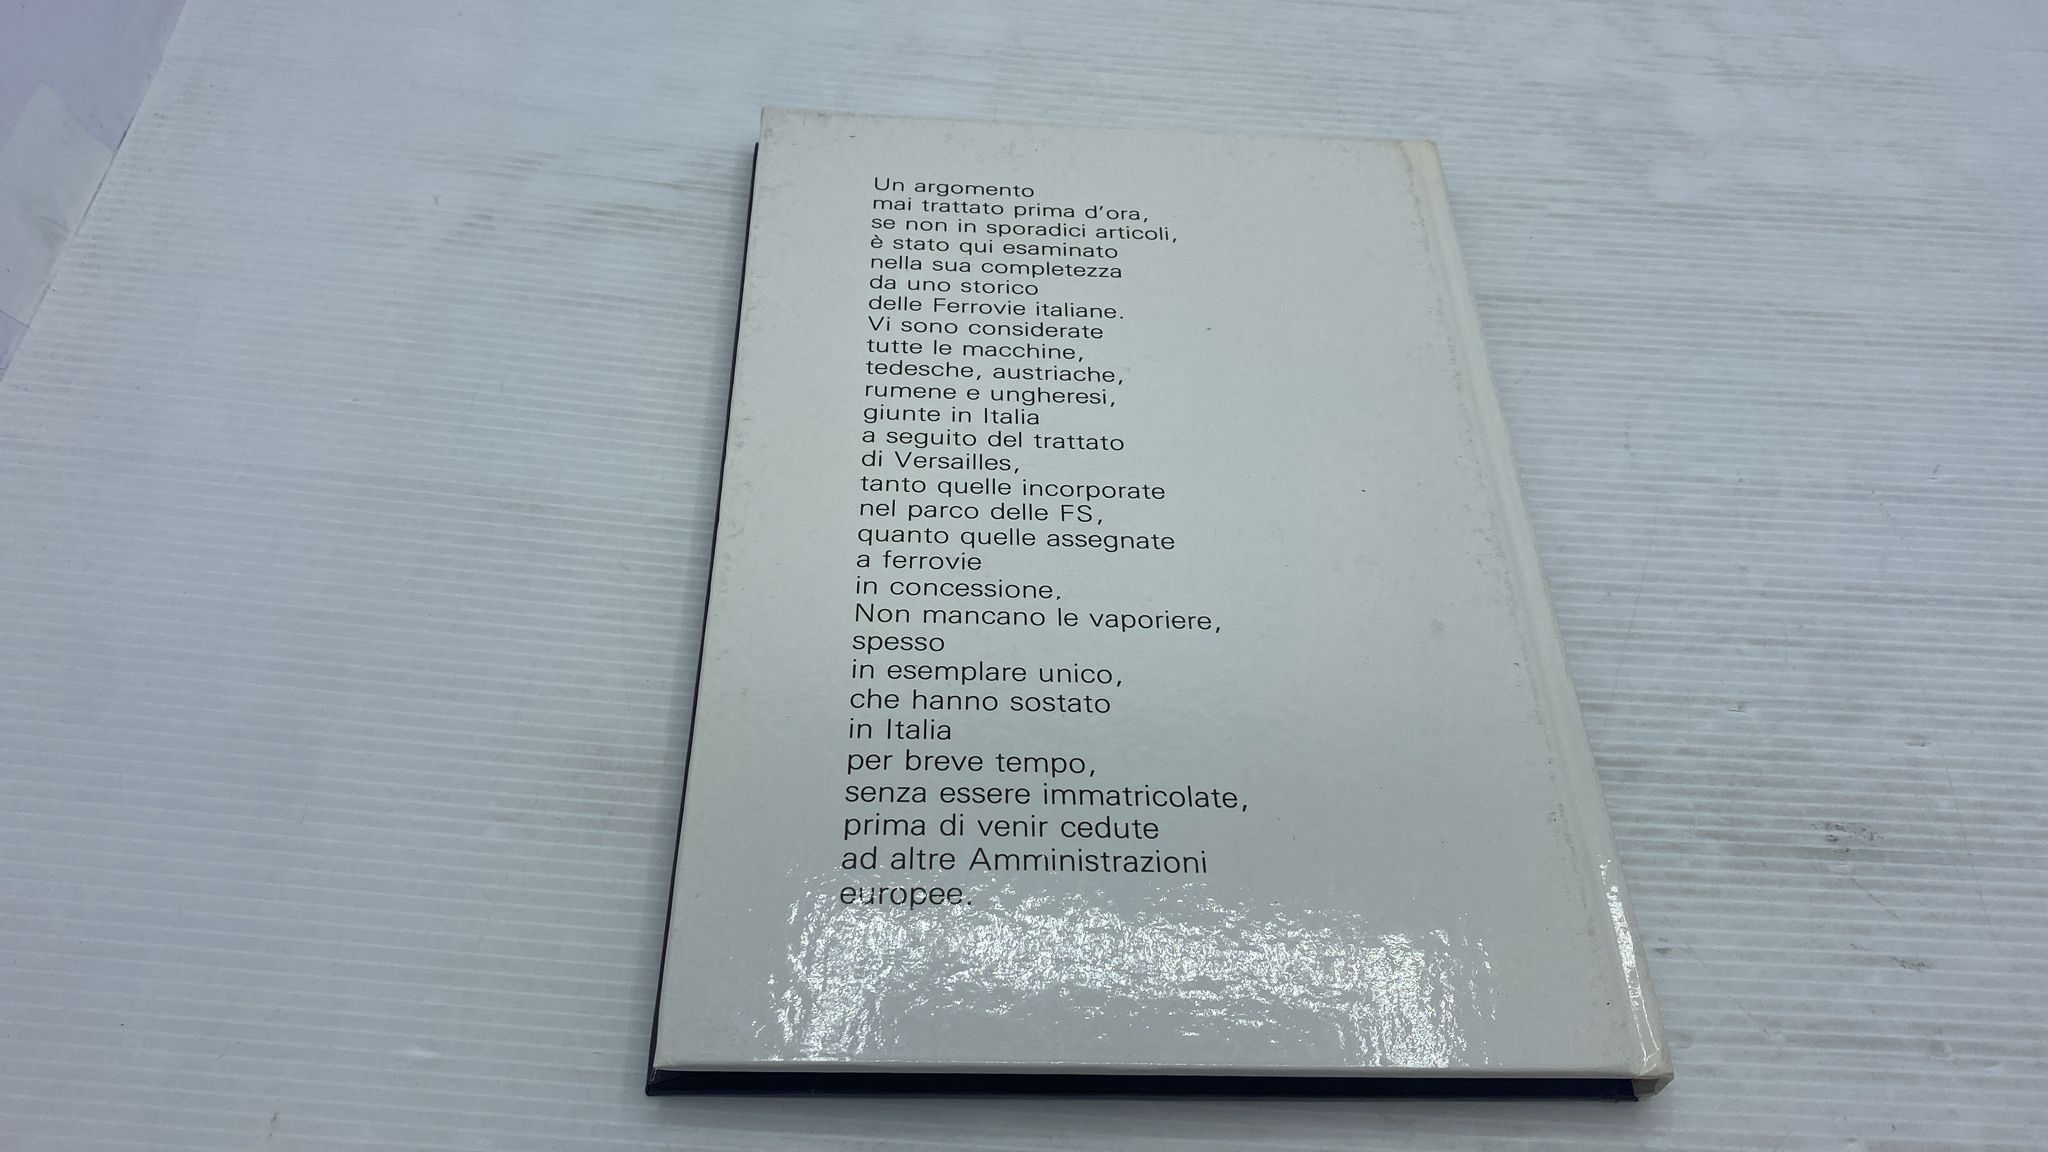 Un argomento
mai trattato prima d'ora,
se non in sporadici articoli,
è stato qui esaminato
nella sua completezza
da uno storico
delle Ferrovie italiane.
Vi sono considerate
tutte le macchine,
tedesche, austriache,
rumene e ungheresi,
giunte in Italia
a seguito del trattato
di Versailles,
tanto quelle incorporate
nel parco delle FS,
quanto quelle assegnate
a ferrovie
in concessione.
Non mancano le vaporiere,
spesso
in esemplare unico,
che hanno sostato
in Italia
per breve tempo,
senza essere immatricolate,
prima di venir cedute
ad altre Amministrazioni
europee.